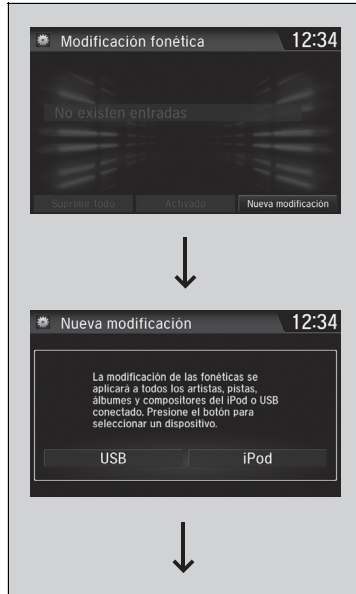 Modificación fonética 12:34
No existen entradas
Suprimir todo Activado Nueva modificación
Nueva modificación 12:34
La modificación de las fonéticas se
aplicará a todos los artistas, pistas,
álbumes y compositores del iPod o USB
conectado. Presione el botón para
seleccionar un dispositivo.
USB iPod